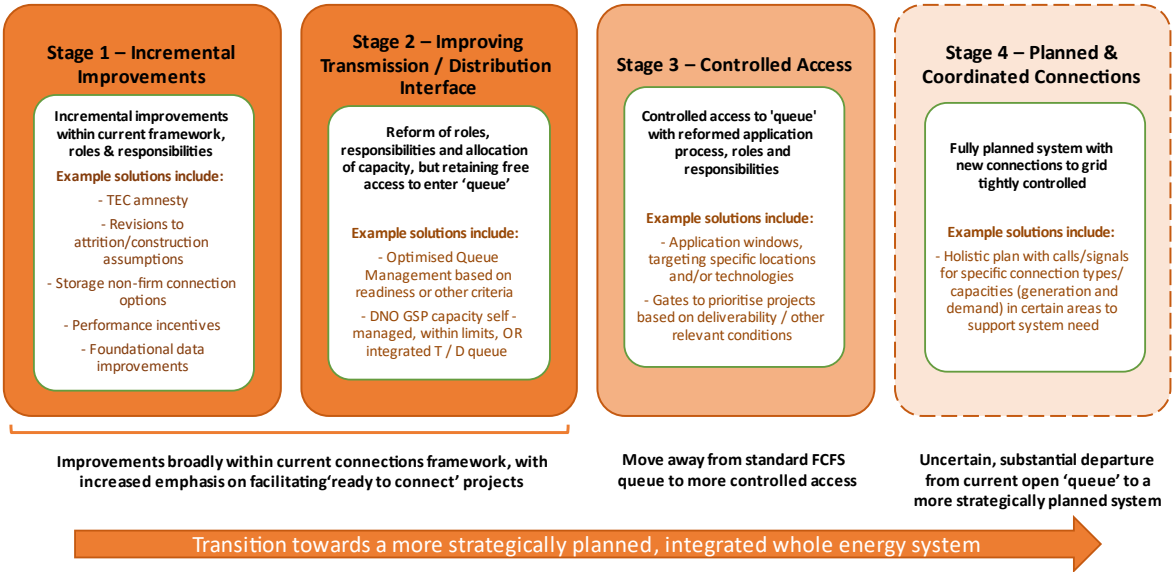 Stage 1 – Incremental
Improvements
Incremental improvements
within current framework,
roles & responsibilities
Example solutions include:
- TEC amnesty
- Revisions to
attrition/construction
assumptions
- Storage non-firm connection
options
- Performance incentives
- Foundational data
improvements
Stage 2 – Improving
Transmission / Distribution
Interface
Reform of roles,
responsibilities and allocation
of capacity, but retaining free
access to enter ‘queue’
Example solutions include:
- Optimised Queue
Management based on
readiness or other criteria
- DNO GSP capacity self-
managed, within limits, OR
integrated T / D queue
Stage 3 – Controlled Access
Controlled access to 'queue'
with reformed application
process, roles and
responsibilities
Example solutions include:
- Application windows,
targeting specific locations
and/or technologies
- Gates to prioritise projects
based on deliverability / other
relevant conditions
Stage 4 – Planned &
Coordinated Connections
Fully planned system with
new connections to grid
tightly controlled
Example solutions include:
- Holistic plan with calls/signals
for specific connection types/
capacities (generation and
demand) in certain areas to
support system need
Improvements broadly within current connections framework, with
increased emphasis on facilitating‘ready to connect’ projects
Move away from standard FCFS
queue to more controlled access
Uncertain, substantial departure
from current open ‘queue’ to a
more strategically planned system
Transition towards a more strategically planned, integrated whole energy system